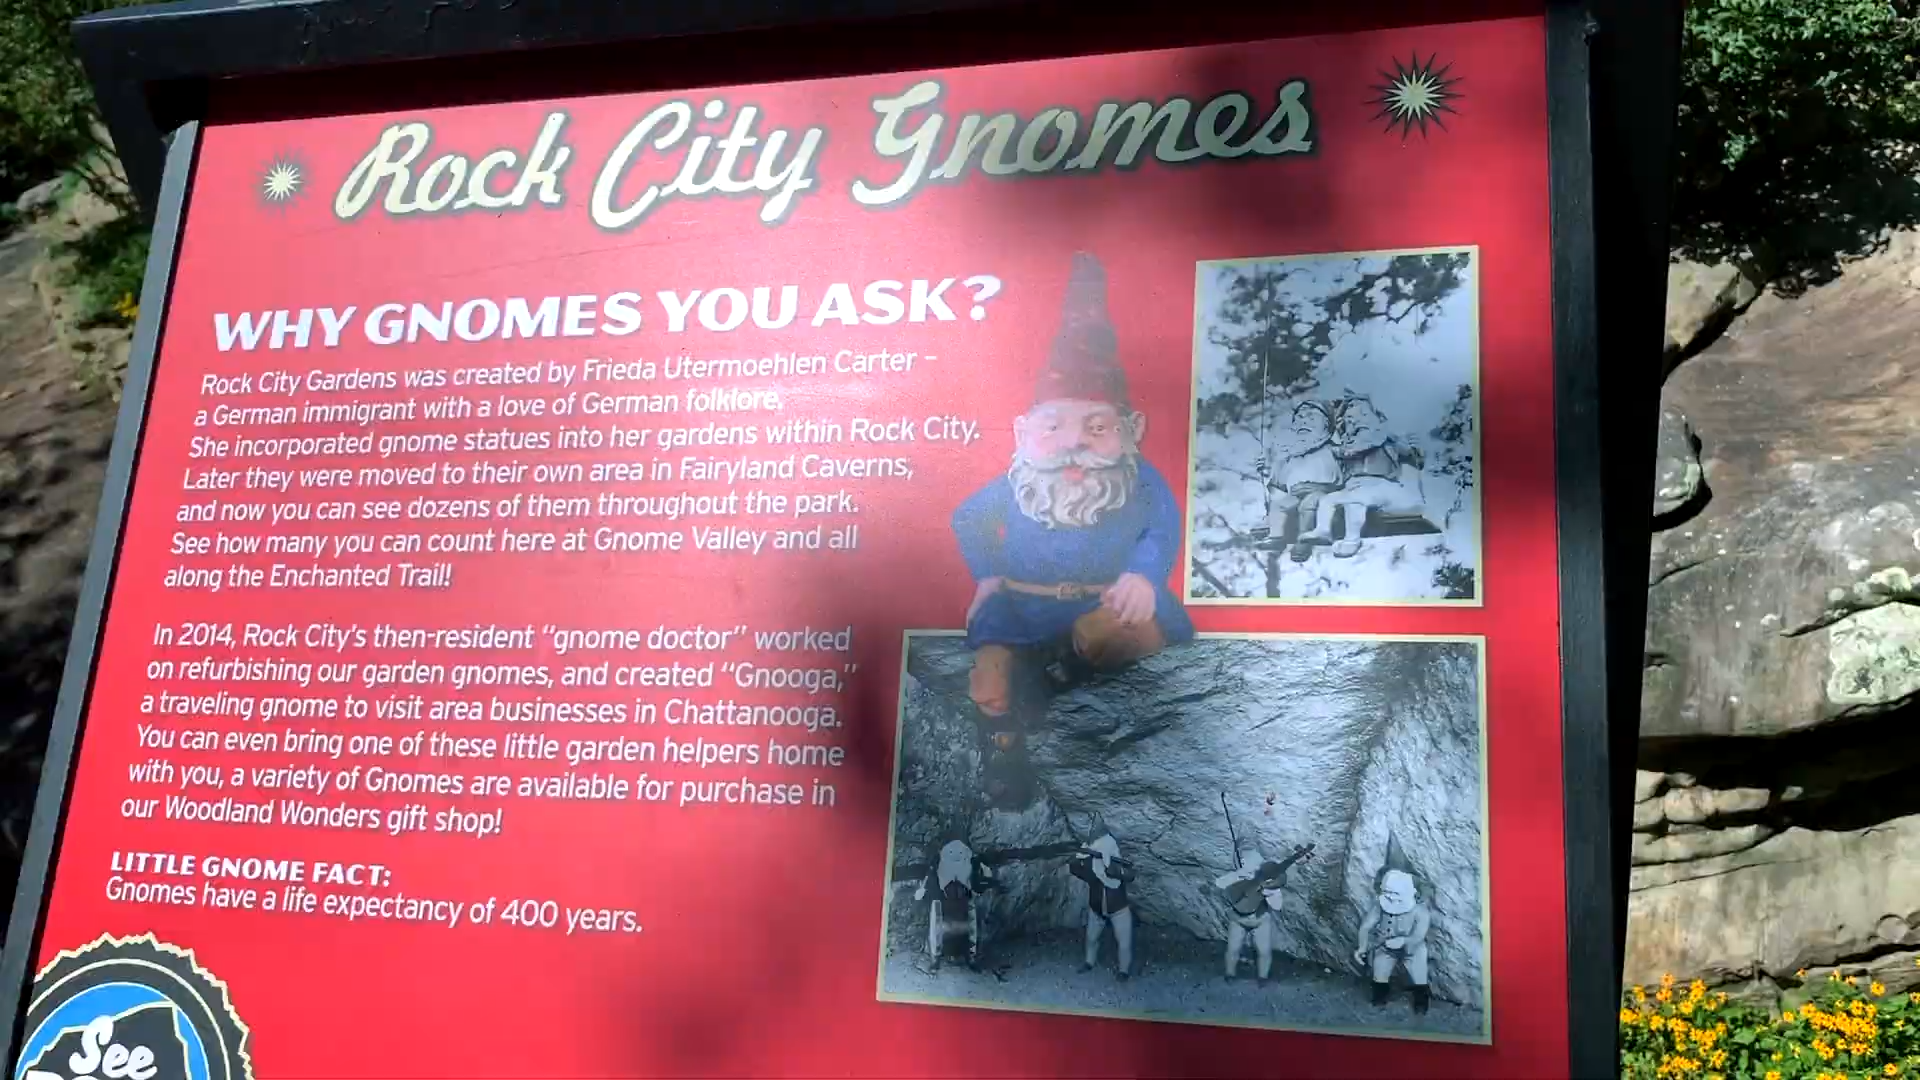 Rock City Gnomes
WHY GNOMES YOU ASK?
Rock City Gardens was created by Frieda Utermoehlen Carter –
a German immigrant with a love of German folklore.
She incorporated gnome statues into her gardens within Rock City.
Later they were moved to their own area in Fairyland Caverns,
and now you can see dozens of them throughout the park.
See how many you can count here at Gnome Valley and all
along the Enchanted Trail!
In 2014, Rock City's then-resident "gnome doctor" worked
on refurbishing our garden gnomes, and created "Gnooga,"
a traveling gnome to visit area businesses in Chattanooga.
You can even bring one of these little garden helpers home
with you, a variety of Gnomes are available for purchase in
our Woodland Wonders gift shop!
LITTLE GNOME FACT:
Gnomes have a life expectancy of 400 years.
See